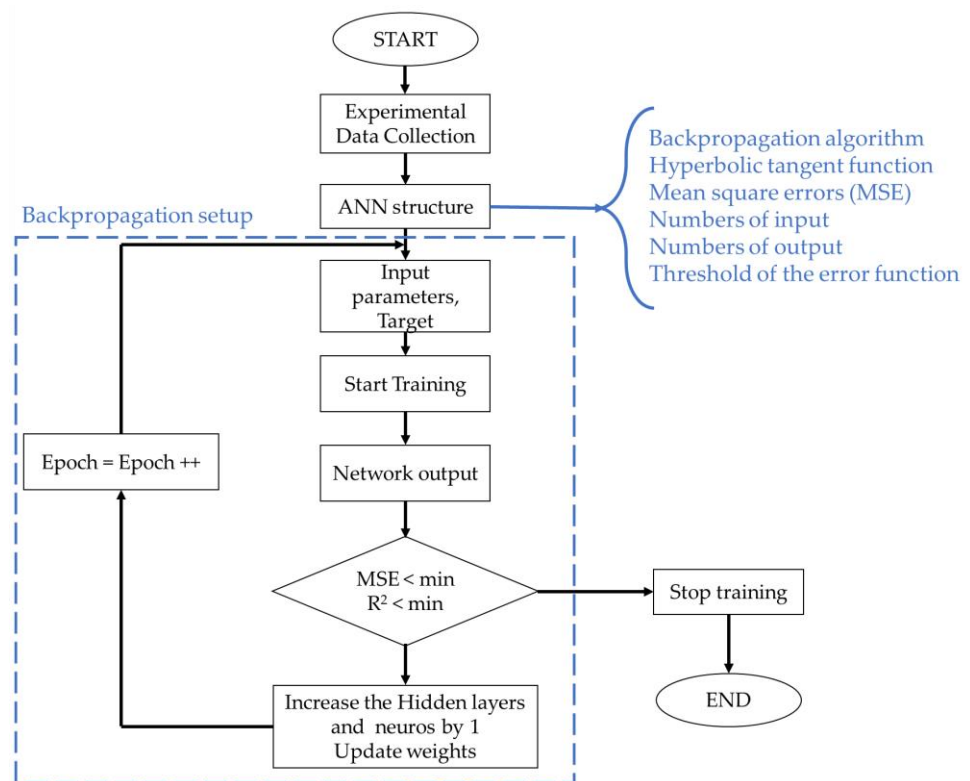 START
Experimental
Data Collection
ANN structure
Backpropagation algorithm
Hyperbolic tangent function
Mean square errors (MSE)
Numbers of input
Numbers of output
Threshold of the error function
Backpropagation setup
Input
parameters,
Target
Start Training
Epoch = Epoch ++
Network output
MSE < min
R² < min
Stop training
Increase the Hidden layers
and neuros by 1
Update weights
END